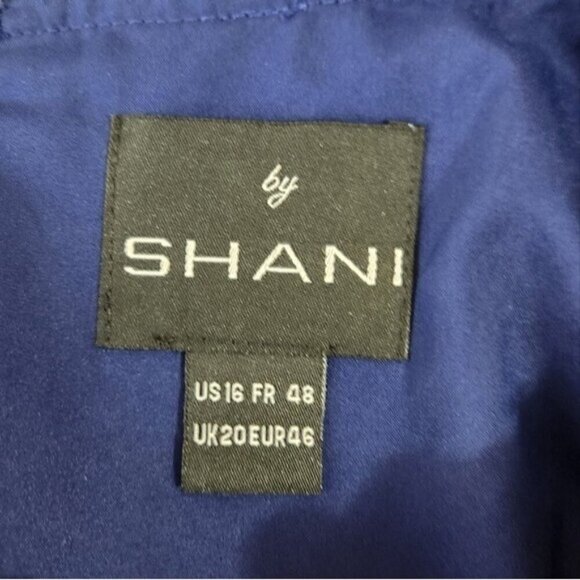 by
SHANI
US16 FR 48
UK20EUR46